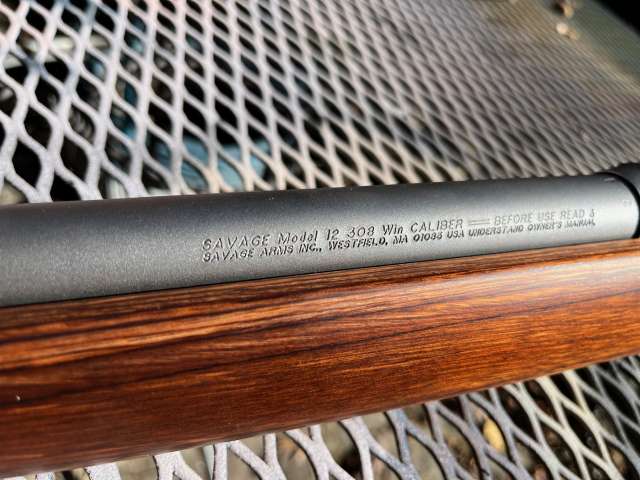 SAVAGE Model 12 308 Win CALIBER BEFORE USE READ &
SAVAGE ARMS INC., WESTFIELD, MA 01085 USA UNDERSTAND OWNER'S MANUAL